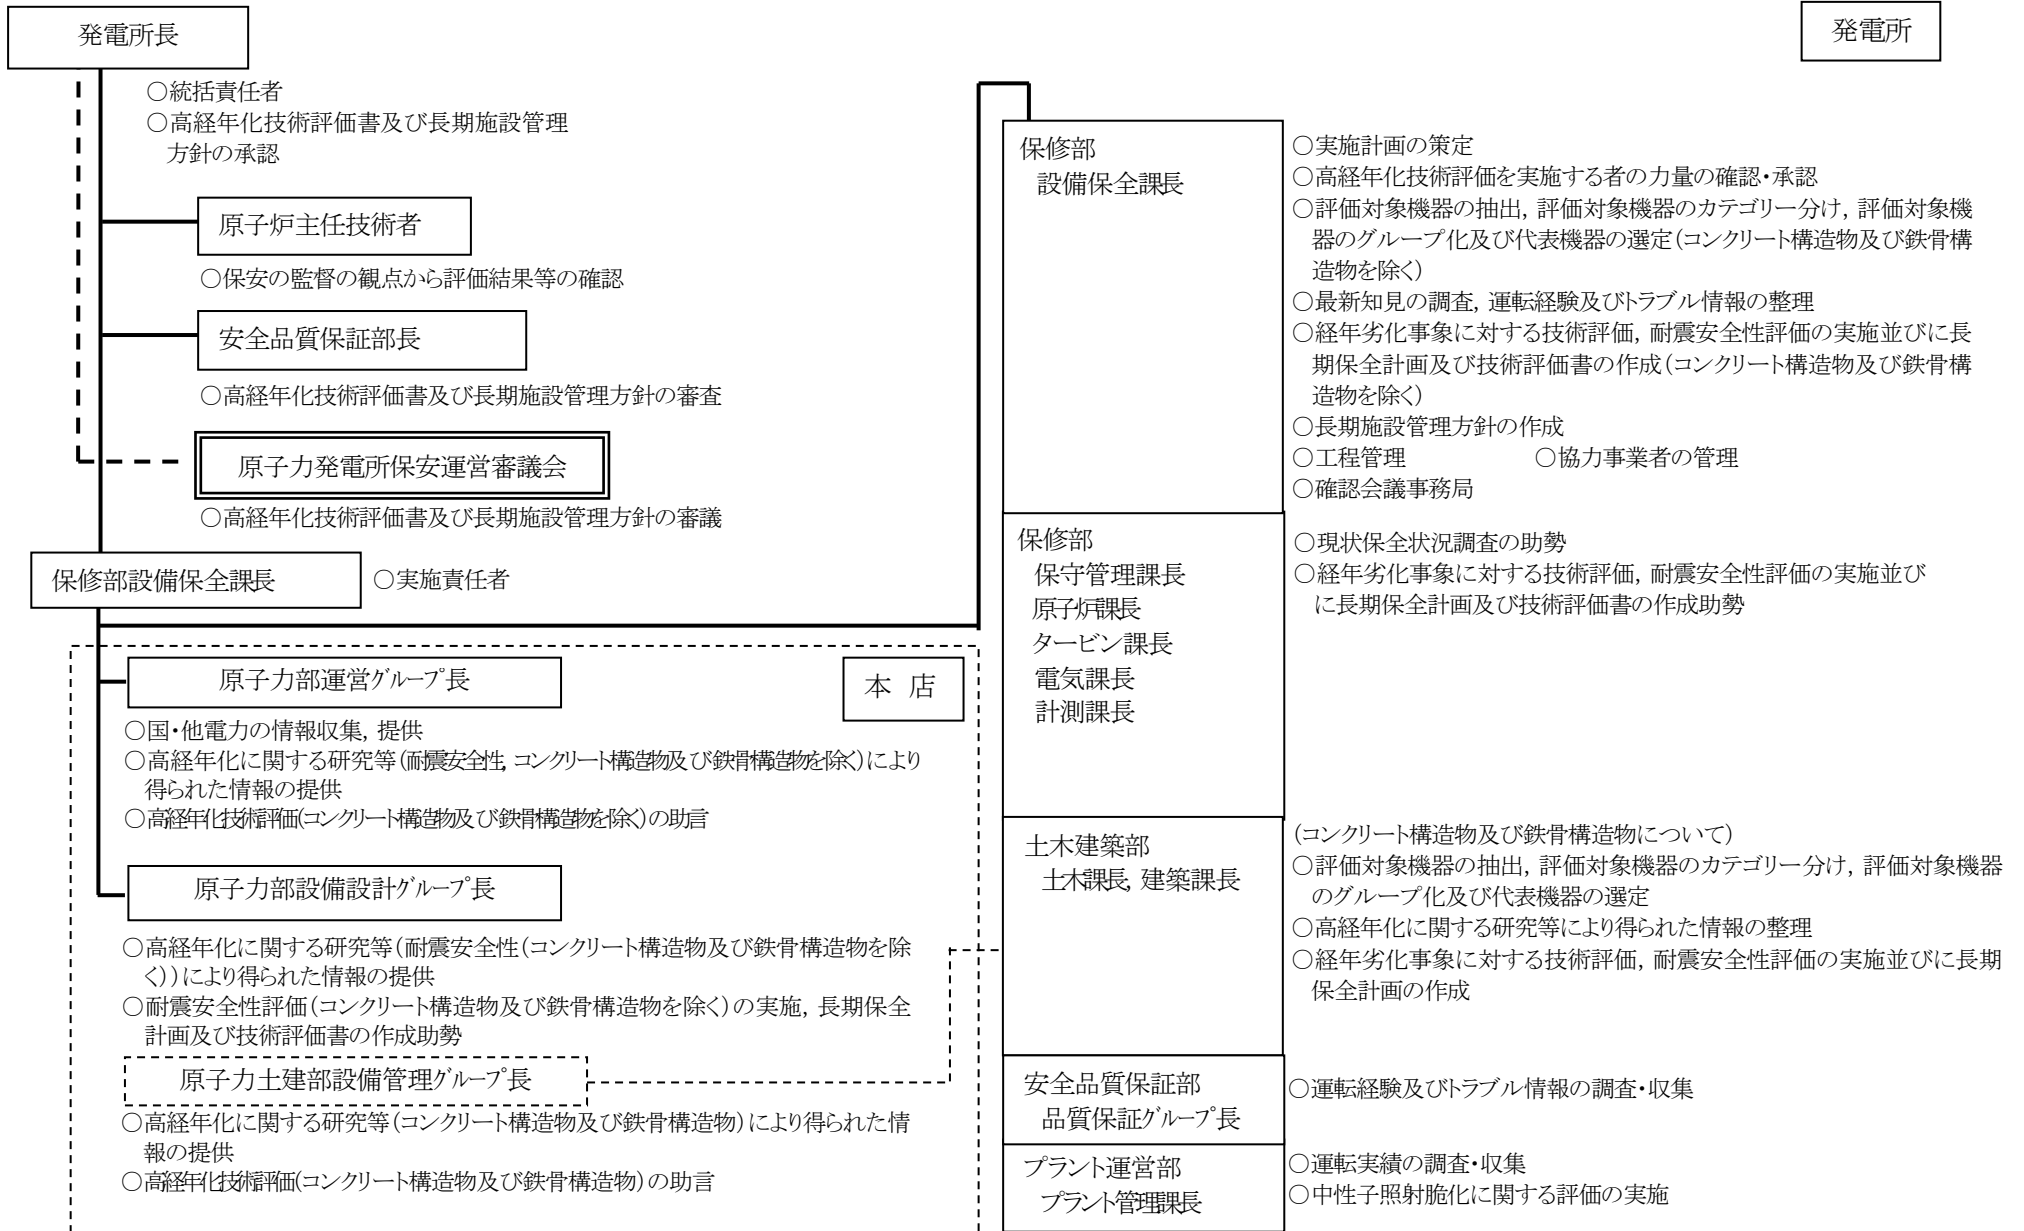 発電所長
○統括責任者
○高経年化技術評価書及び長期施設管理
方針の承認
原子炉主任技術者
○保安の監督の観点から評価結果等の確認
安全品質保証部長
○高経年化技術評価書及び長期施設管理方針の審査
原子力発電所保安運営審議会
○高経年化技術評価書及び長期施設管理方針の審議
保修部設備保全課長
○実施責任者
本 店
原子力部運営グループ長
○国・他電力の情報収集, 提供
○高経年化に関する研究等(耐震安全性, コンクリート構造物及び鉄骨構造物を除く)により
得られた情報の提供
○高経年化技術評価(コンクリート構造物及び鉄骨構造物を除く)の助言
原子力部設備設計グループ長
○高経年化に関する研究等(耐震安全性(コンクリート構造物及び鉄骨構造物を除
く))により得られた情報の提供
○耐震安全性評価(コンクリート構造物及び鉄骨構造物を除く)の実施, 長期保全
計画及び技術評価書の作成助勢
原子力土建部設備管理グループ長
○高経年化に関する研究等(コンクリート構造物及び鉄骨構造物)により得られた情
報の提供
○高経年化技術評価(コンクリート構造物及び鉄骨構造物)の助言
発電所
保修部
設備保全課長
○実施計画の策定
○高経年化技術評価を実施する者の力量の確認・承認
○評価対象機器の抽出, 評価対象機器のカテゴリー分け, 評価対象機
器のグループ化及び代表機器の選定(コンクリート構造物及び鉄骨構
造物を除く)
○最新知見の調査, 運転経験及びトラブル情報の整理
○経年劣化事象に対する技術評価, 耐震安全性評価の実施並びに長
期保全計画及び技術評価書の作成(コンクリート構造物及び鉄骨構
造物を除く)
○長期施設管理方針の作成
○工程管理 ○協力事業者の管理
○確認会議事務局
保修部
保守管理課長
原子炉課長
タービン課長
電気課長
計測課長
○現状保全状況調査の助勢
○経年劣化事象に対する技術評価, 耐震安全性評価の実施並び
に長期保全計画及び技術評価書の作成助勢
土木建築部
土木課長, 建築課長
(コンクリート構造物及び鉄骨構造物について)
○評価対象機器の抽出, 評価対象機器のカテゴリー分け, 評価対象機器
のグループ化及び代表機器の選定
○高経年化に関する研究等により得られた情報の整理
○経年劣化事象に対する技術評価, 耐震安全性評価の実施並びに長期
保全計画の作成
安全品質保証部
品質保証グループ長
○運転経験及びトラブル情報の調査・収集
プラント運営部
プラント管理課長
○運転実績の調査・収集
○中性子照射脆化に関する評価の実施